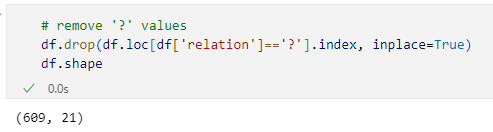 # remove '?' values
df.drop(df.loc[df['relation']=='?'].index, inplace=True)
df.shape
0.0s
(609, 21)